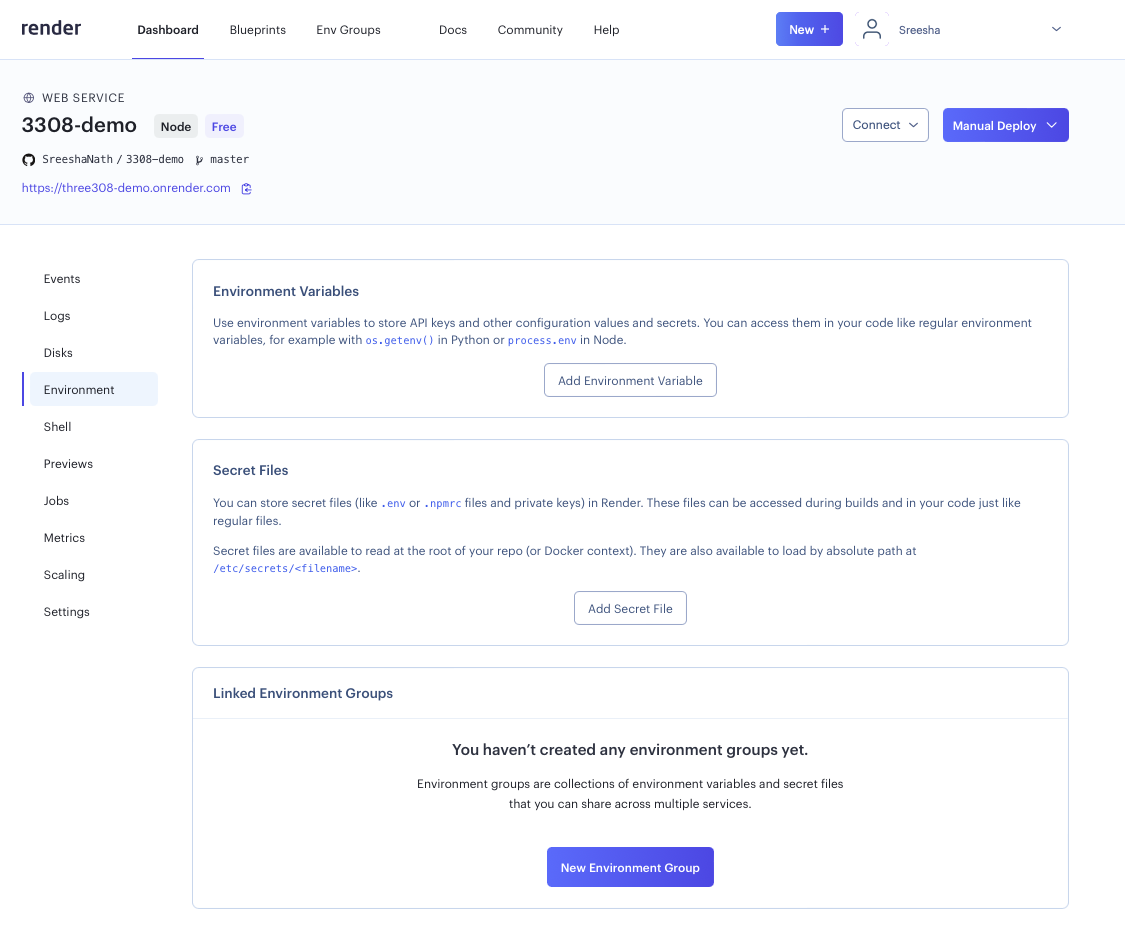 render
Dashboard Blueprints Env Groups Docs Community Help New + Sreesha
WEB SERVICE
3308-demo Node Free
Connect Manual Deploy
SreeshaNath / 3308-demo master
https://three308-demo.onrender.com
Events
Logs
Disks
Environment
Shell
Previews
Jobs
Metrics
Scaling
Settings
Environment Variables
Use environment variables to store API keys and other configuration values and secrets. You can access them in your code like regular environment
variables, for example with os.getenv() in Python or process.env in Node.
Add Environment Variable
Secret Files
You can store secret files (like .env or .npmrc files and private keys) in Render. These files can be accessed during builds and in your code just like
regular files.
Secret files are available to read at the root of your repo (or Docker context). They are also available to load by absolute path at
/etc/secrets/<filename>.
Add Secret File
Linked Environment Groups
You haven’t created any environment groups yet.
Environment groups are collections of environment variables and secret files
that you can share across multiple services.
New Environment Group